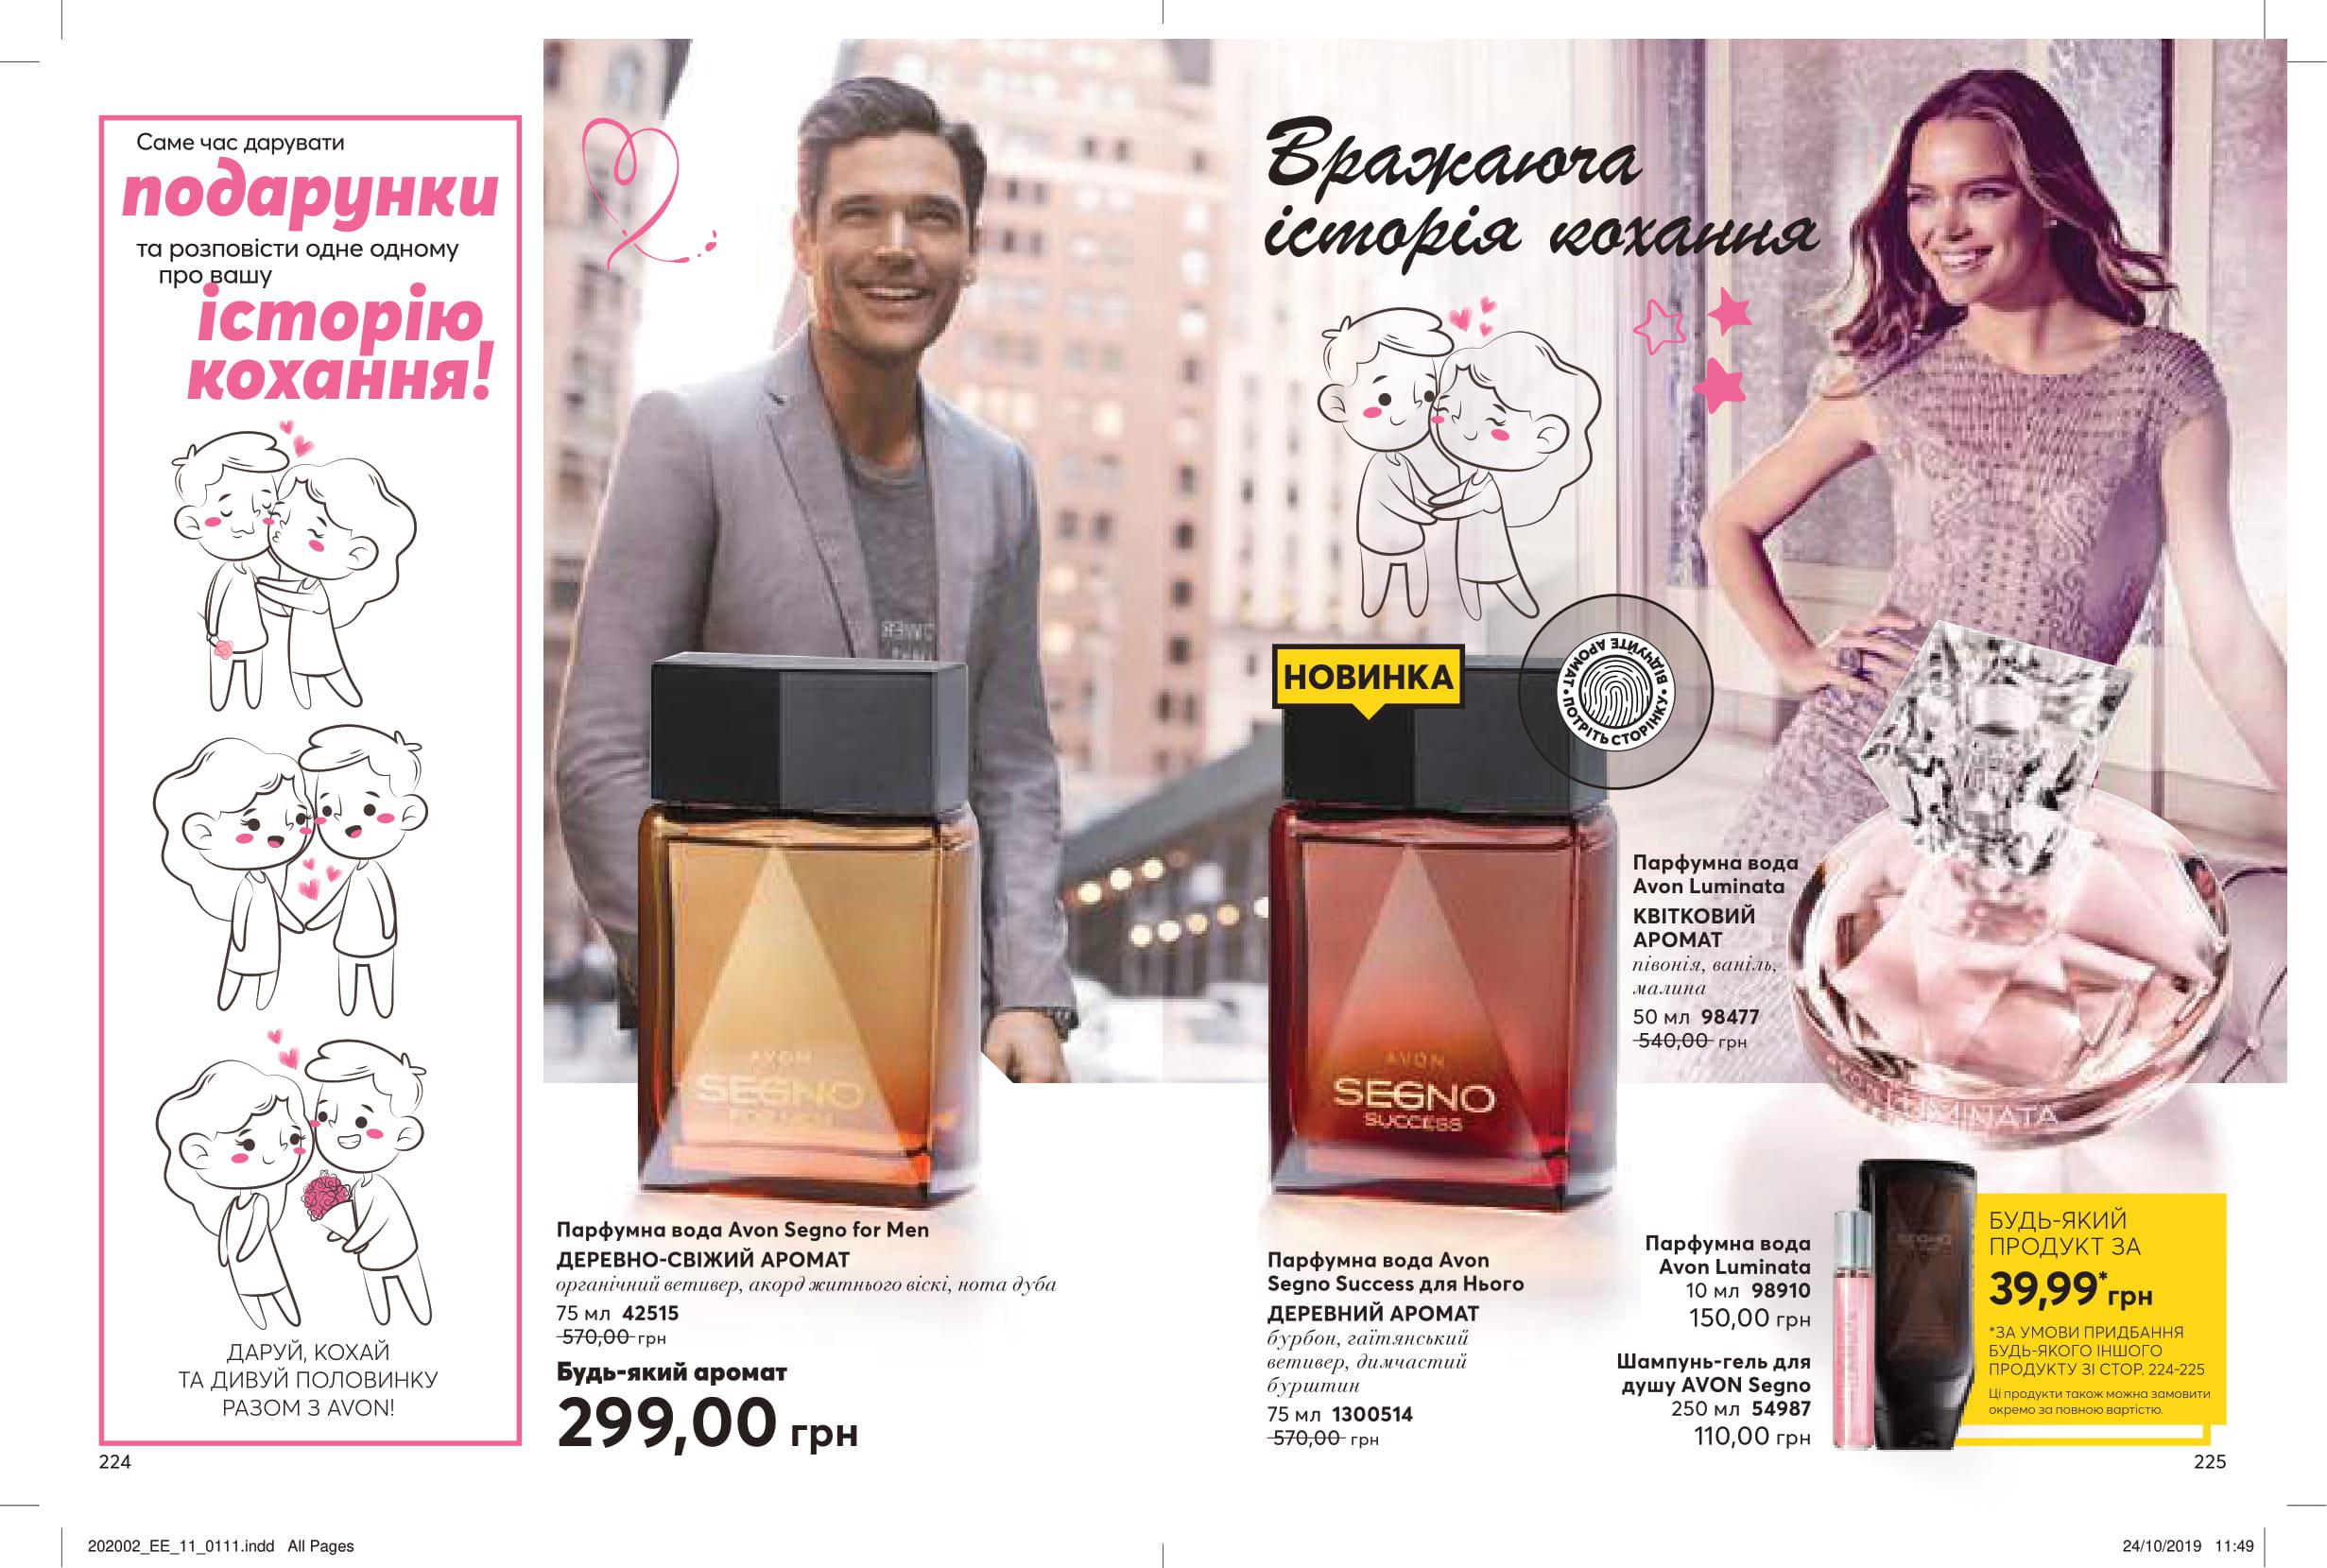 Саме час дарувати
подарунки
та розповісти одне одному
про вашу
історію
кохання!
ДАРУЙ, КОХАЙ
ТА ДИВУЙ ПОЛОВИНКУ
РАЗОМ З AVON!
224
Вражаюча
історія кохання
НОВИНКА
ВІДЧУЙТЕ АРОМАТ • ПОТРІТЬ СТОРІНКУ •
AVON
SEGNO
FOR MEN
Парфумна вода Avon Segno for Men
ДЕРЕВНО-СВІЖИЙ АРОМАТ
органічний ветивер, акорд житнього віскі, нота дуба
75 мл 42515
570,00 грн
Будь-який аромат
299,00 грн
AVON
SEGNO
SUCCESS
Парфумна вода Avon
Segno Success для Нього
ДЕРЕВНИЙ АРОМАТ
бурбон, гаїтянський
ветивер, димчастий
бурштин
75 мл 1300514
570,00 грн
Парфумна вода
Avon Luminata
КВІТКОВИЙ
АРОМАТ
півонія, ваніль,
малина
50 мл 98477
540,00 грн
LUMINATA
Парфумна вода
Avon Luminata
10 мл 98910
150,00 грн
Шампунь-гель для
душу AVON Segno
250 мл 54987
110,00 грн
БУДЬ-ЯКИЙ
ПРОДУКТ ЗА
39,99* грн
*ЗА УМОВИ ПРИДБАННЯ
БУДЬ-ЯКОГО ІНШОГО
ПРОДУКТУ ЗІ СТОР. 224-225
Ці продукти також можна замовити
окремо за повною вартістю.
225
202002_EE_11_0111.indd All Pages
24/10/2019 11:49